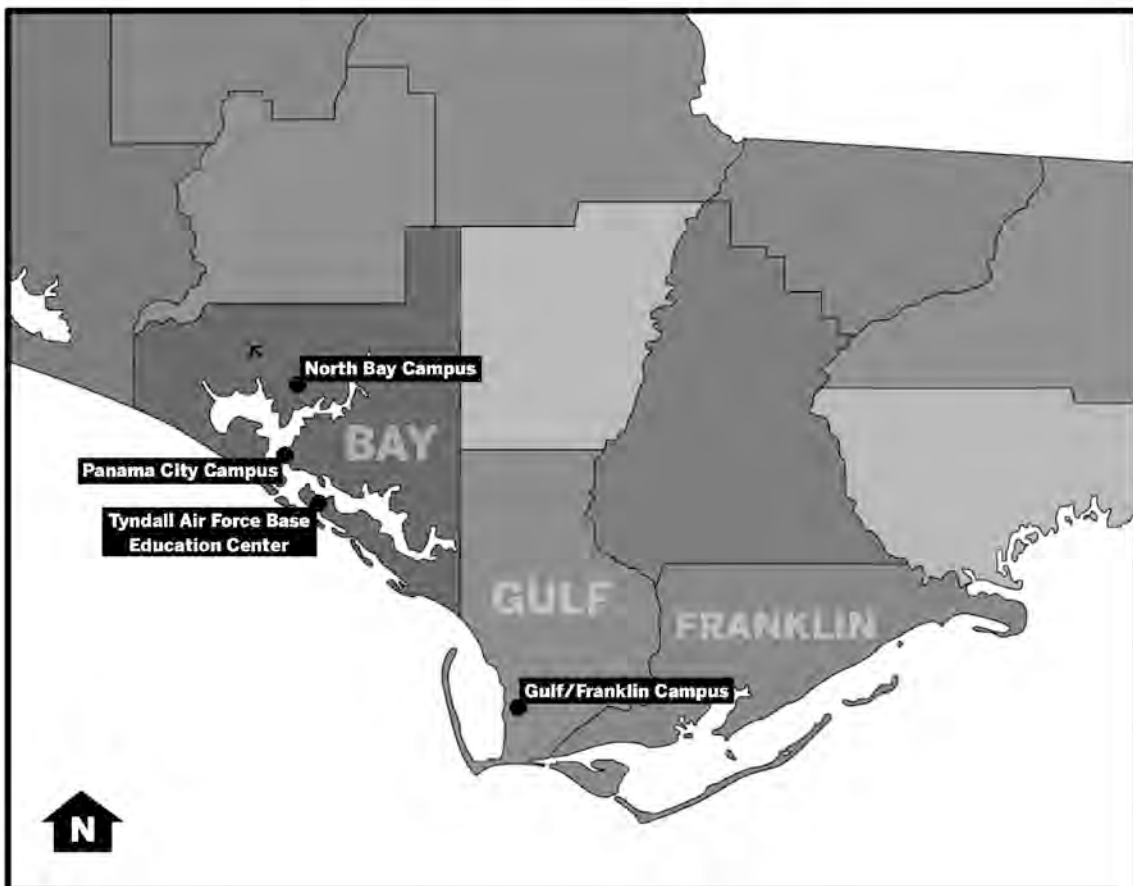 North Bay Campus
BAY
Panama City Campus
Tyndall Air Force Base
Education Center
GULF
FRANKLIN
Gulf/Franklin Campus
N